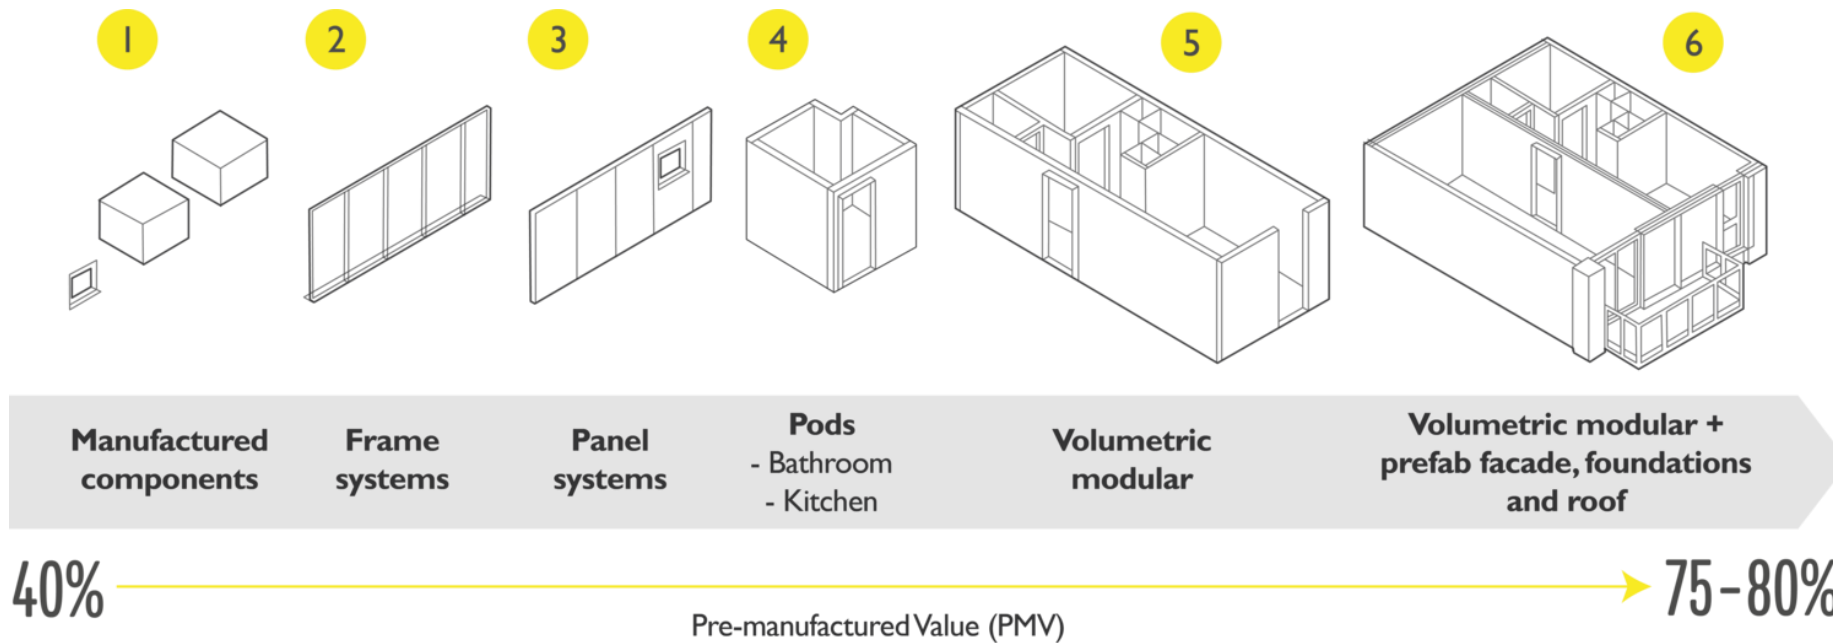 1
2
3
4
5
6
Manufactured
components
Frame
systems
Panel
systems
Pods
- Bathroom
- Kitchen
Volumetric
modular
Volumetric modular +
prefab facade, foundations
and roof
40%
75-80%
Pre-manufactured Value (PMV)